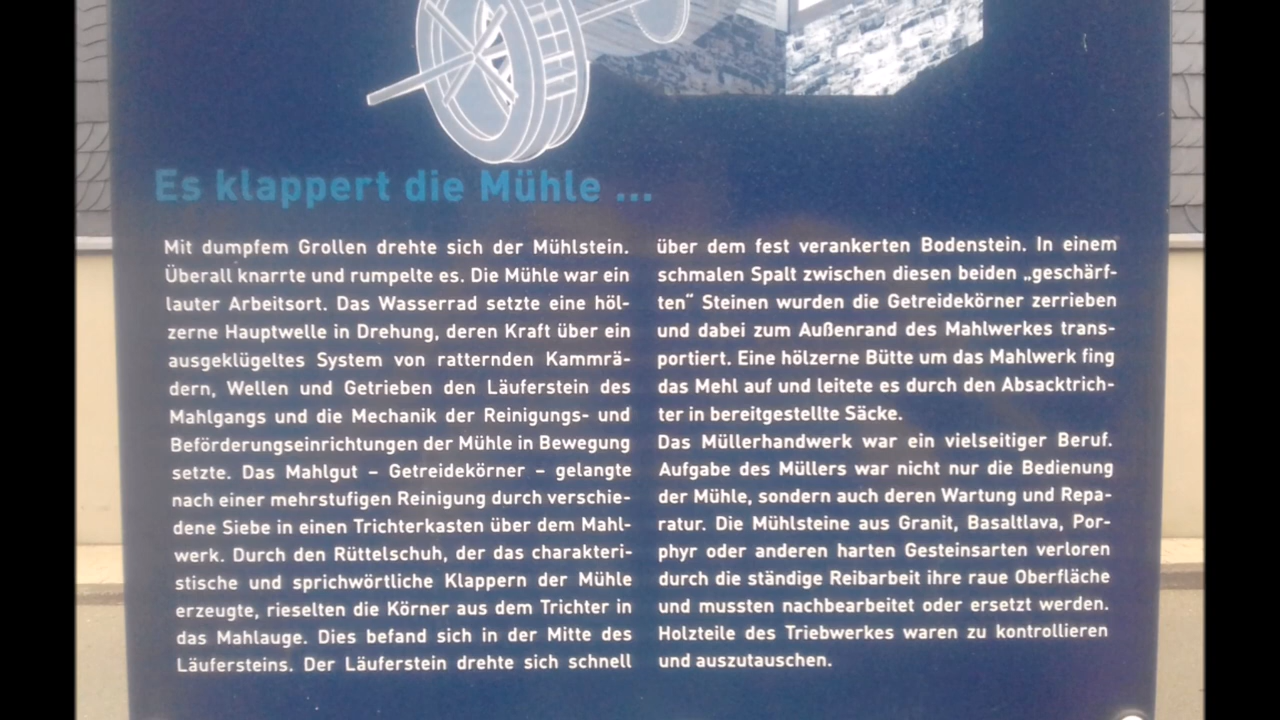 Es klappert die Mühle ...
Mit dumpfem Grollen drehte sich der Mühlstein.
Überall knarrte und rumpelte es. Die Mühle war ein
lauter Arbeitsort. Das Wasserrad setzte eine höl-
zerne Hauptwelle in Drehung, deren Kraft über ein
ausgeklügeltes System von ratternden Kammrä-
dern, Wellen und Getrieben den Läuferstein des
Mahlgangs und die Mechanik der Reinigungs- und
Beförderungseinrichtungen der Mühle in Bewegung
setzte. Das Mahlgut – Getreidekörner – gelangte
nach einer mehrstufigen Reinigung durch verschie-
dene Siebe in einen Trichterkasten über dem Mahl-
werk. Durch den Rüttelschuh, der das charakteri-
stische und sprichwörtliche Klappern der Mühle
erzeugte, rieselten die Körner aus dem Trichter in
das Mahlauge. Dies befand sich in der Mitte des
Läufersteins. Der Läuferstein drehte sich schnell
über dem fest verankerten Bodenstein. In einem
schmalen Spalt zwischen diesen beiden „geschärf-
ten“ Steinen wurden die Getreidekörner zerrieben
und dabei zum Außenrand des Mahlwerkes trans-
portiert. Eine hölzerne Bütte um das Mahlwerk fing
das Mehl auf und leitete es durch den Absacktrich-
ter in bereitgestellte Säcke.
Das Müllerhandwerk war ein vielseitiger Beruf.
Aufgabe des Müllers war nicht nur die Bedienung
der Mühle, sondern auch deren Wartung und Repa-
ratur. Die Mühlsteine aus Granit, Basaltlava, Por-
phyr oder anderen harten Gesteinsarten verloren
durch die ständige Reibarbeit ihre raue Oberfläche
und mussten nachbearbeitet oder ersetzt werden.
Holzteile des Triebwerkes waren zu kontrollieren
und auszutauschen.